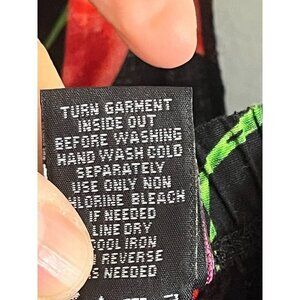 TURN GARMENT
INSIDE OUT
BEFORE WASHING
HAND WASH COLD
SEPARATELY
USE ONLY NON
CHLORINE BLEACH
IF NEEDED
LINE DRY
COOL IRON
REVERSE
AS NEEDED